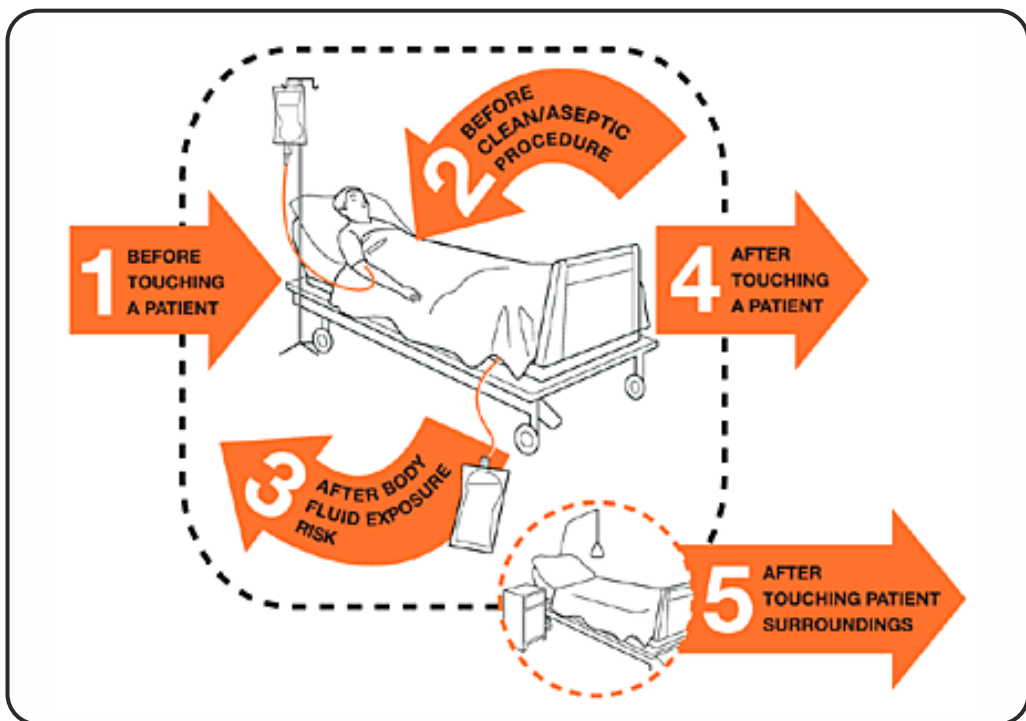 1
BEFORE
TOUCHING
A PATIENT
2
BEFORE
CLEAN/ASEPTIC
PROCEDURE
3
AFTER BODY
FLUID EXPOSURE
RISK
4
AFTER
TOUCHING
A PATIENT
5
AFTER
TOUCHING PATIENT
SURROUNDINGS